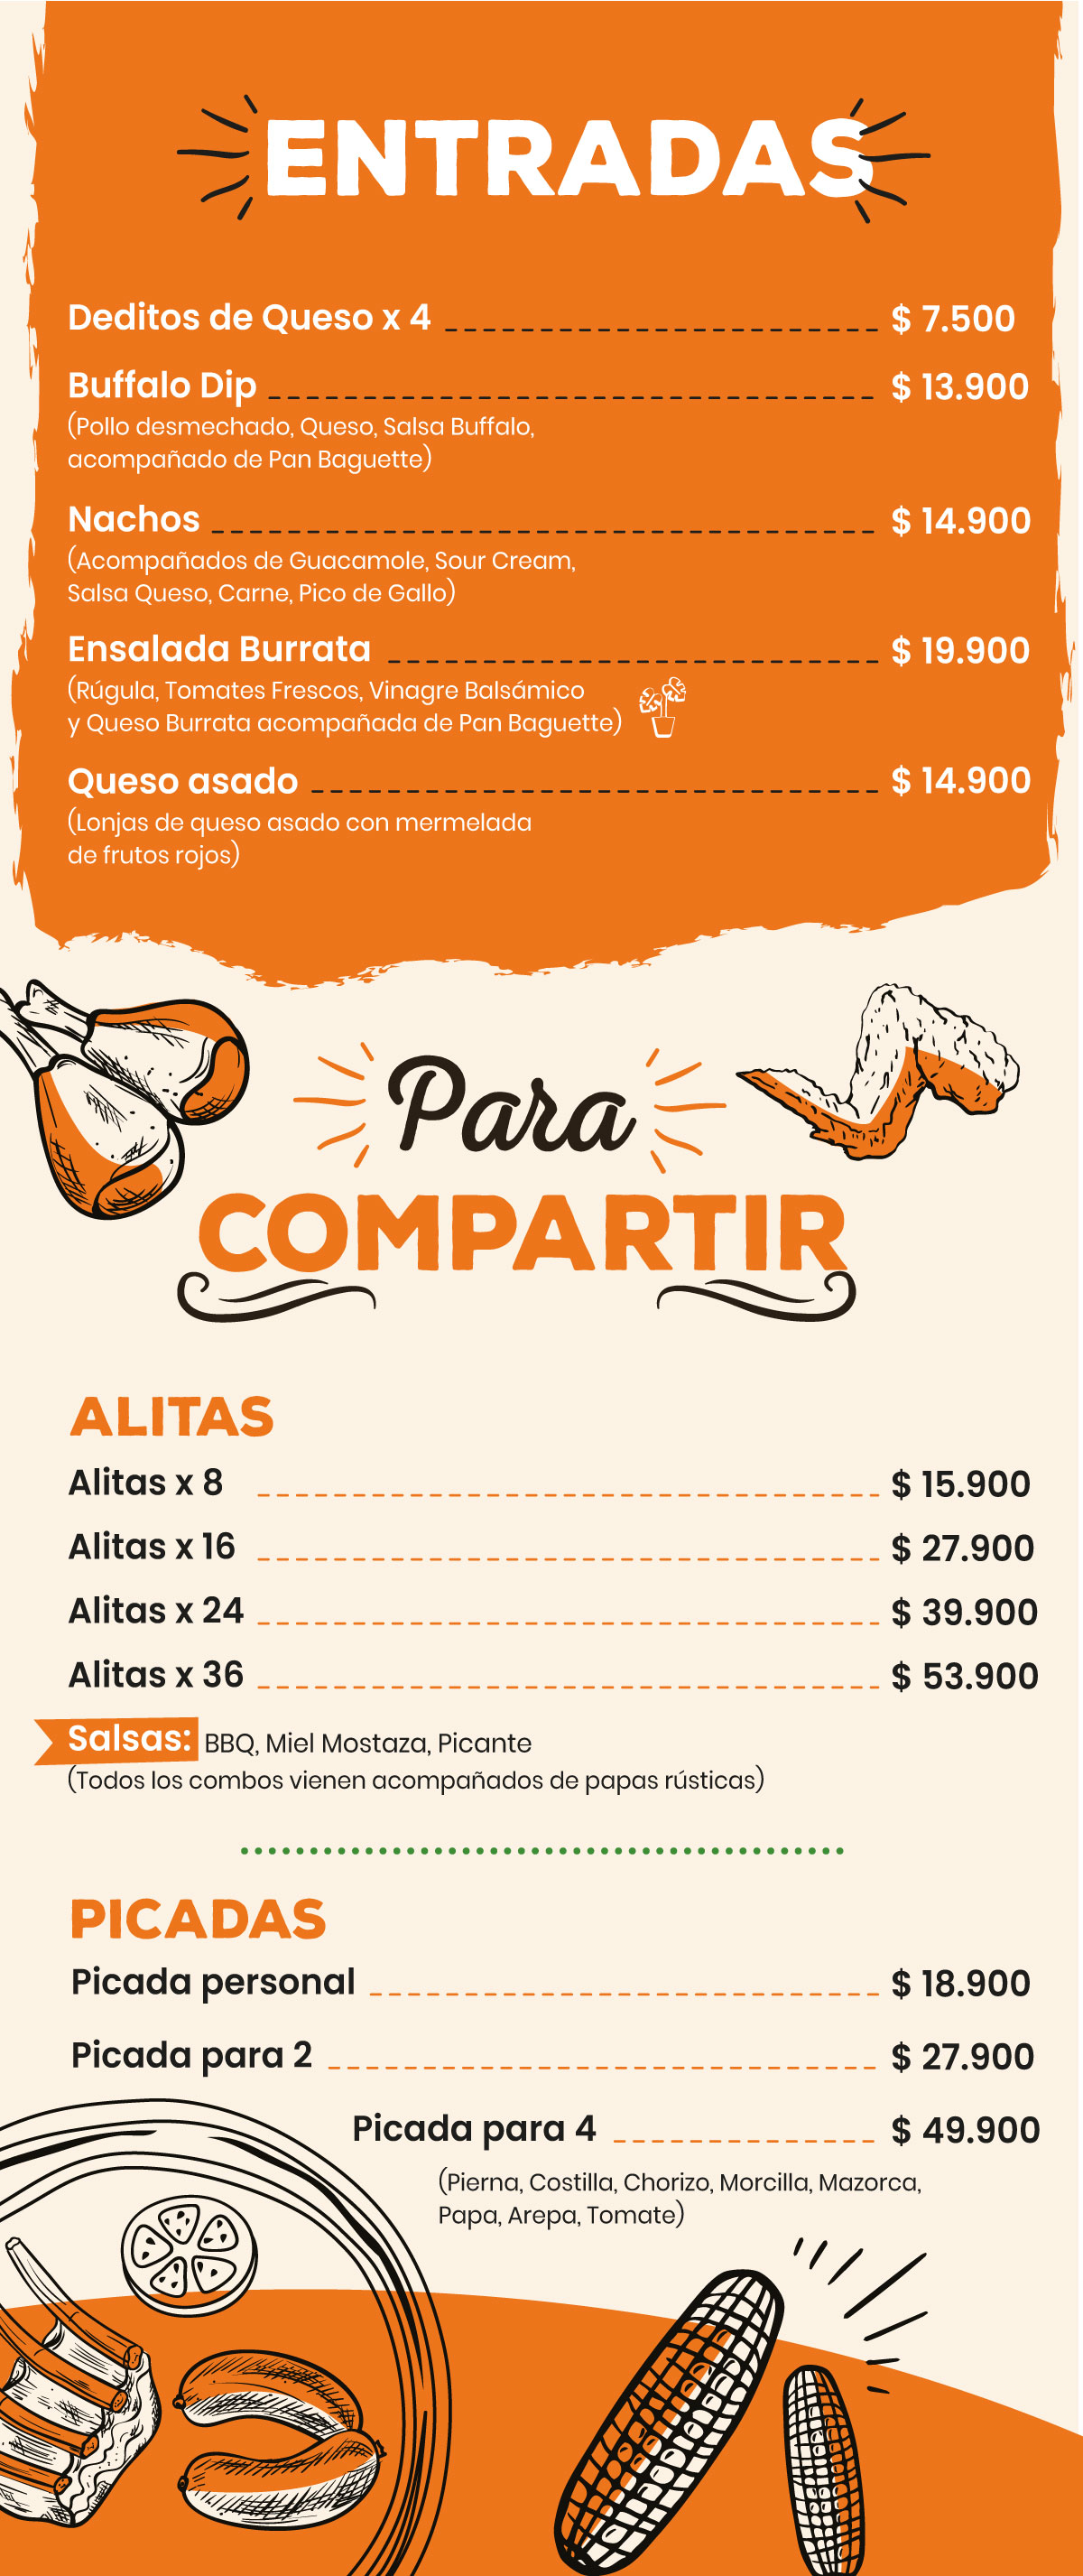 ENTRADAS
Deditos de Queso x 4 $ 7.500
Buffalo Dip $ 13.900
(Pollo desmechado, Queso, Salsa Buffalo,
acompañado de Pan Baguette)
Nachos $ 14.900
(Acompañados de Guacamole, Sour Cream,
Salsa Queso, Carne, Pico de Gallo)
Ensalada Burrata $ 19.900
(Rúgula, Tomates Frescos, Vinagre Balsámico
y Queso Burrata acompañada de Pan Baguette)
Queso asado $ 14.900
(Lonjas de queso asado con mermelada
de frutos rojos)
Para
COMPARTIR
ALITAS
Alitas x 8 $ 15.900
Alitas x 16 $ 27.900
Alitas x 24 $ 39.900
Alitas x 36 $ 53.900
Salsas: BBQ, Miel Mostaza, Picante
(Todos los combos vienen acompañados de papas rústicas)
PICADAS
Picada personal $ 18.900
Picada para 2 $ 27.900
Picada para 4 $ 49.900
(Pierna, Costilla, Chorizo, Morcilla, Mazorca,
Papa, Arepa, Tomate)